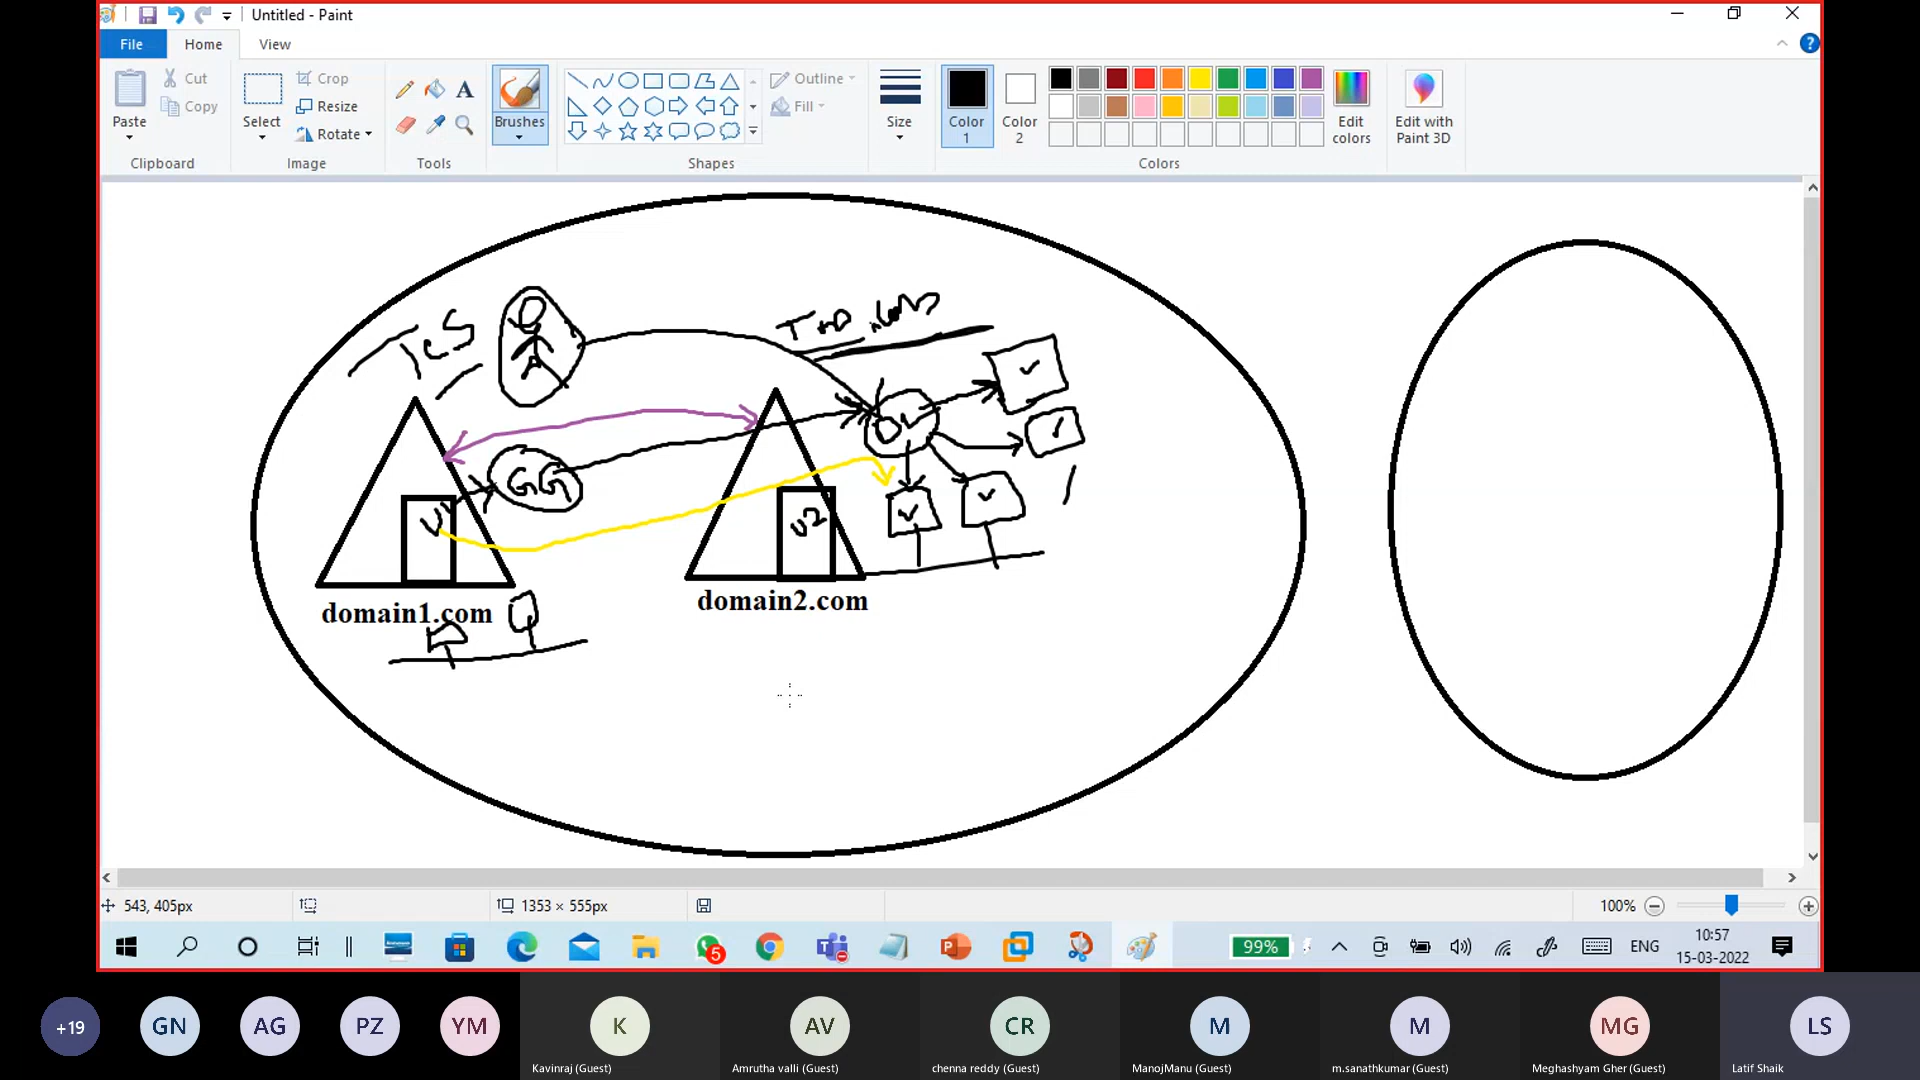 Untitled - Paint
File
Home
View
Paste
Cut
Copy
Clipboard
Select
Crop
Resize
Rotate
Image
Tools
Brushes
Shapes
Outline
Fill
Size
Color
1
Color
2
Edit
colors
Colors
Edit with
Paint 3D
TCS
GG
DL
U1
U2
domain1.com
domain2.com
543, 405px
1353 × 555px
100%
5
99%
ENG
10:57
15-03-2022
+19
GN
AG
PZ
YM
K
Kavinraj (Guest)
AV
Amrutha valli (Guest)
CR
chenna reddy (Guest)
M
ManojManu (Guest)
M
m.sanathkumar (Guest)
MG
Meghashyam Gher (Guest)
LS
Latif Shaik